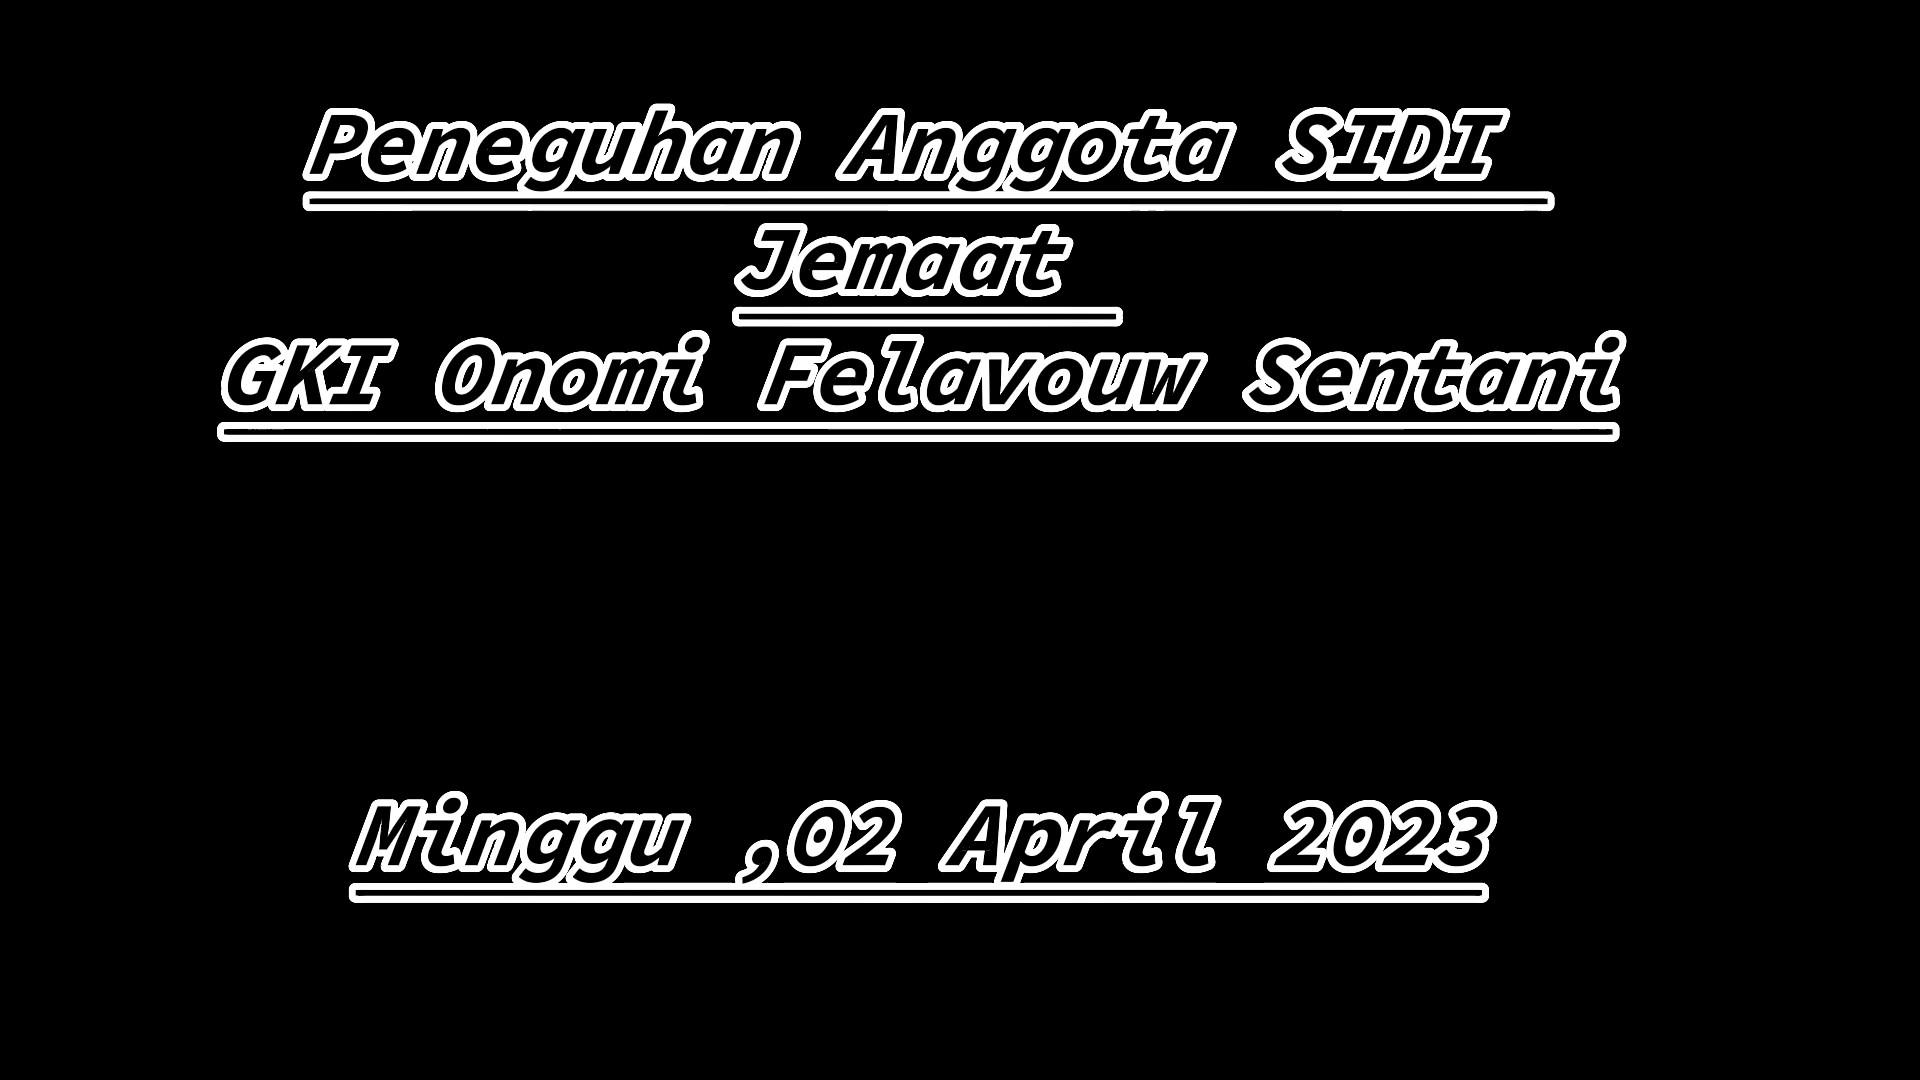 Peneguhan Anggota SIDI
Jemaat
GKI Onomi Felavouw Sentani
Minggu ,02 April 2023